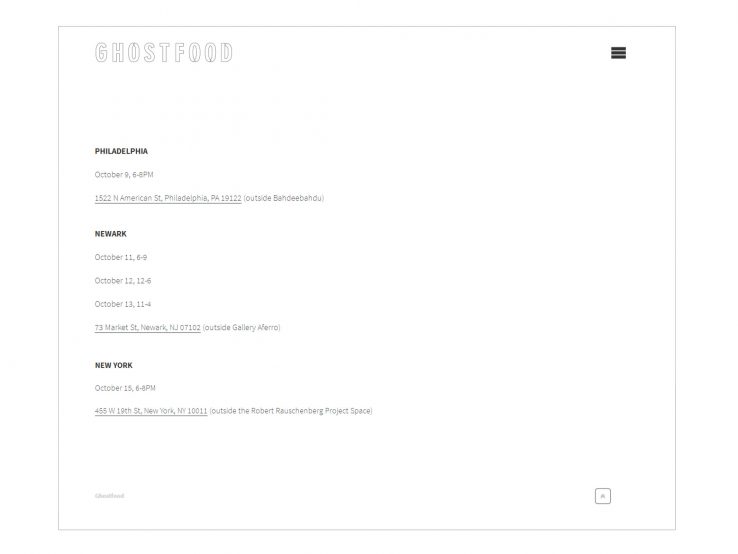 GHOSTFOOD
PHILADELPHIA
October 9, 6-8PM
1522 N American St, Philadelphia, PA 19122 (outside Bahdeebahdu)
NEWARK
October 11, 6-9
October 12, 12-6
October 13, 11-4
73 Market St, Newark, NJ 07102 (outside Gallery Aferro)
NEW YORK
October 15, 6-8PM
455 W 19th St, New York, NY 10011 (outside the Robert Rauschenberg Project Space)
Ghostfood